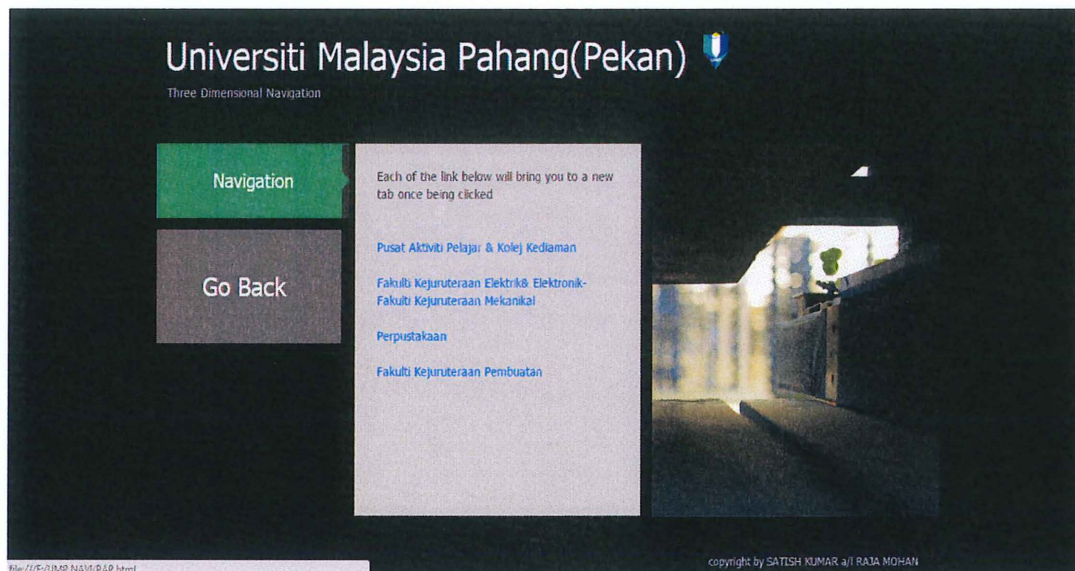 Universiti Malaysia Pahang(Pekan)
Three Dimensional Navigation
Navigation
Go Back
Each of the link below will bring you to a new
tab once being clicked
Pusat Aktiviti Pelajar & Kolej Kediaman
Fakulti Kejuruteraan Elektrik& Elektronik-
Fakulti Kejuruteraan Mekanikal
Perpustakaan
Fakulti Kejuruteraan Pembuatan
copyright by SATISH KUMAR a/l RAJA MOHAN